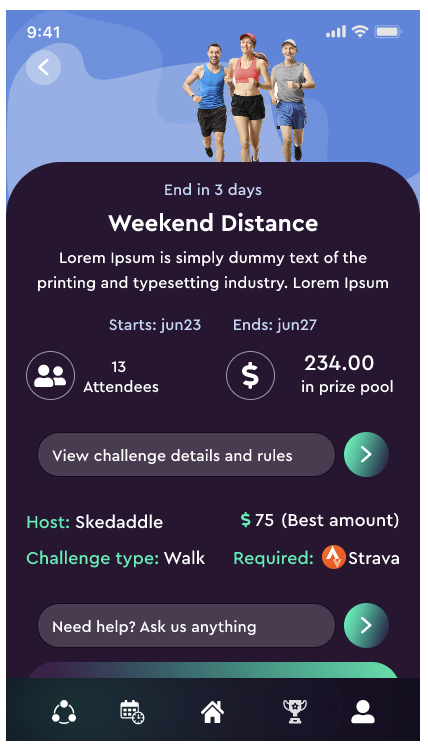 9:41
End in 3 days
Weekend Distance
Lorem Ipsum is simply dummy text of the
printing and typesetting industry. Lorem Ipsum
Starts: jun23 Ends: jun27
13
Attendees
$
234.00
in prize pool
View challenge details and rules
Host: Skedaddle
$ 75 (Best amount)
Challenge type: Walk
Required: Strava
Need help? Ask us anything